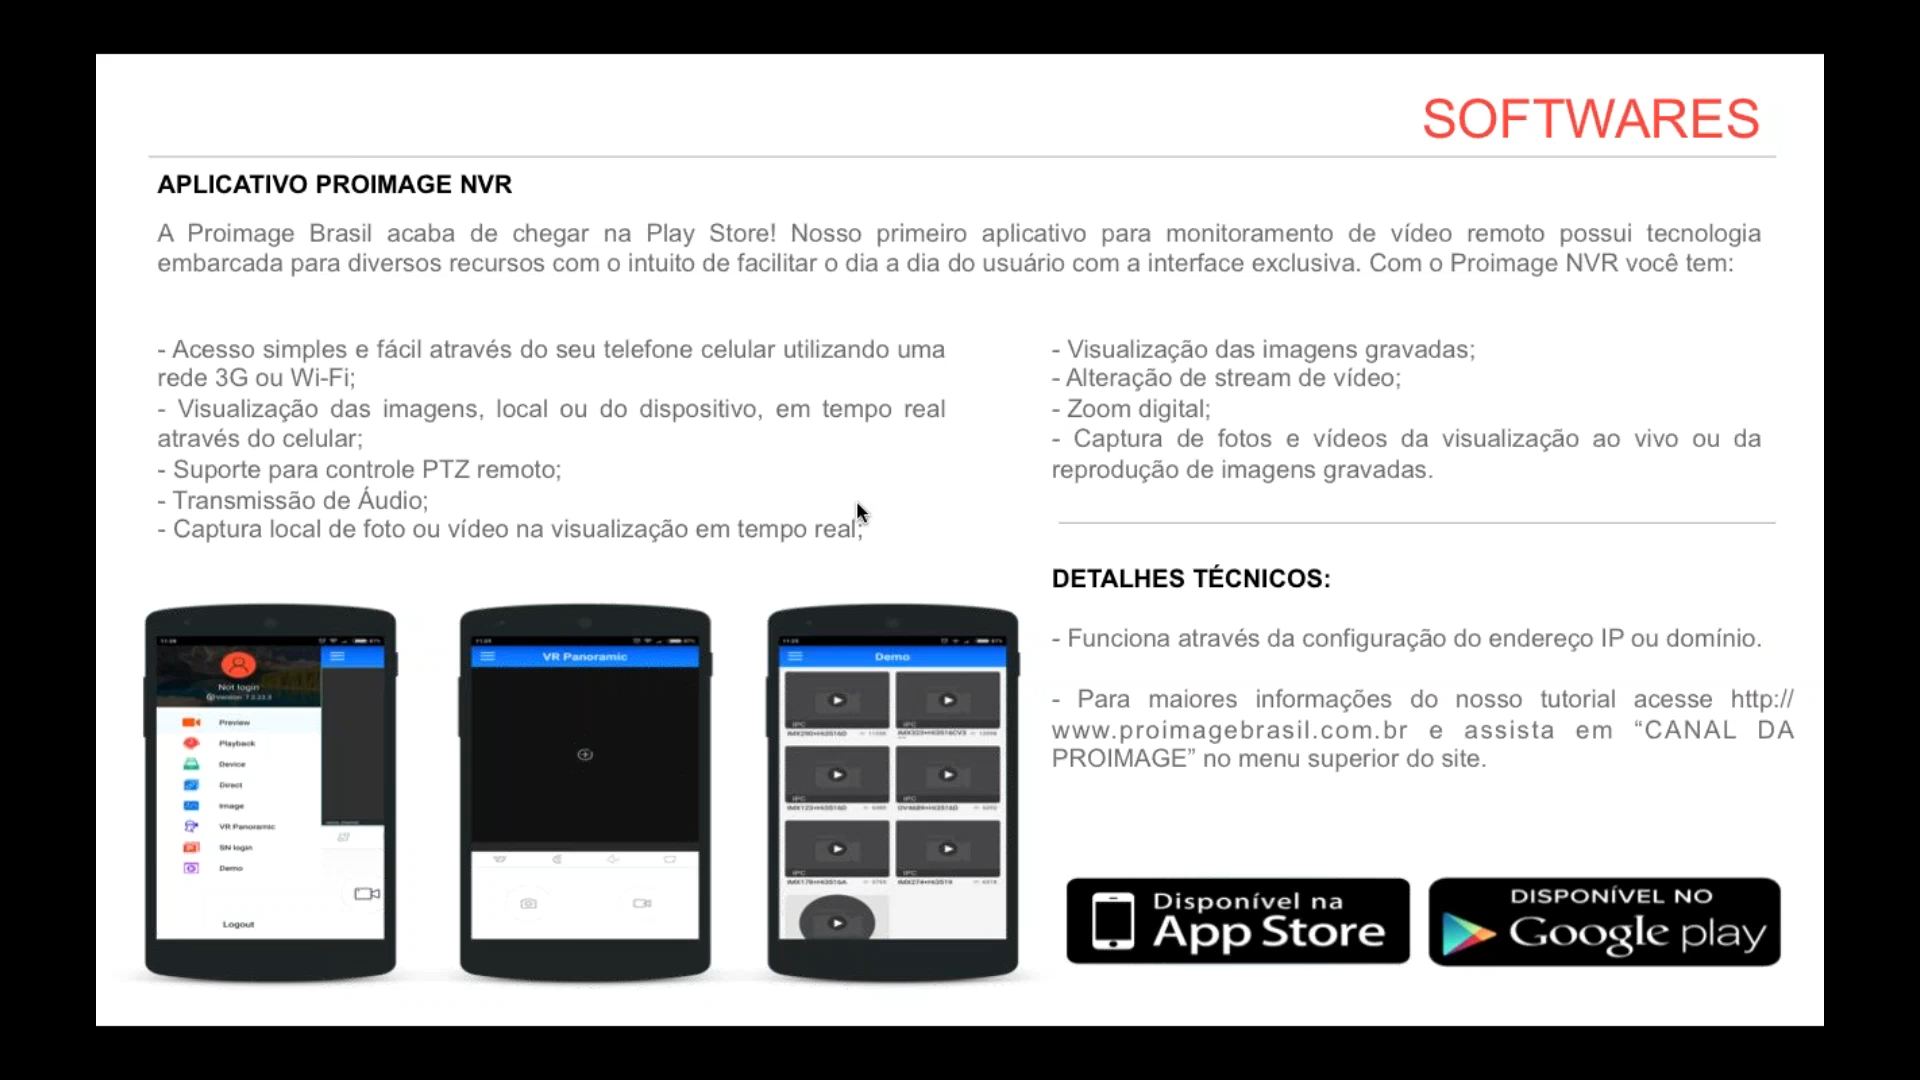 SOFTWARES
APLICATIVO PROIMAGE NVR
A Proimage Brasil acaba de chegar na Play Store! Nosso primeiro aplicativo para monitoramento de vídeo remoto possui tecnologia
embarcada para diversos recursos com o intuito de facilitar o dia a dia do usuário com a interface exclusiva. Com o Proimage NVR você tem:
- Acesso simples e fácil através do seu telefone celular utilizando uma
rede 3G ou Wi-Fi;
- Visualização das imagens, local ou do dispositivo, em tempo real
através do celular;
- Suporte para controle PTZ remoto;
- Transmissão de Áudio;
- Captura local de foto ou vídeo na visualização em tempo real;
- Visualização das imagens gravadas;
- Alteração de stream de vídeo;
- Zoom digital;
- Captura de fotos e vídeos da visualização ao vivo ou da
reprodução de imagens gravadas.
DETALHES TÉCNICOS:
- Funciona através da configuração do endereço IP ou domínio.
- Para maiores informações do nosso tutorial acesse http://
www.proimagebrasil.com.br e assista em “CANAL DA
PROIMAGE” no menu superior do site.
Not login
Preview
Playback
Device
Direct
Image
VR Panoramic
SN login
Demo
Logout
VR Panoramic
Demo
IPC
IPC
IPC
IPC
IPC
IPC
Disponível na
App Store
DISPONÍVEL NO
Google play